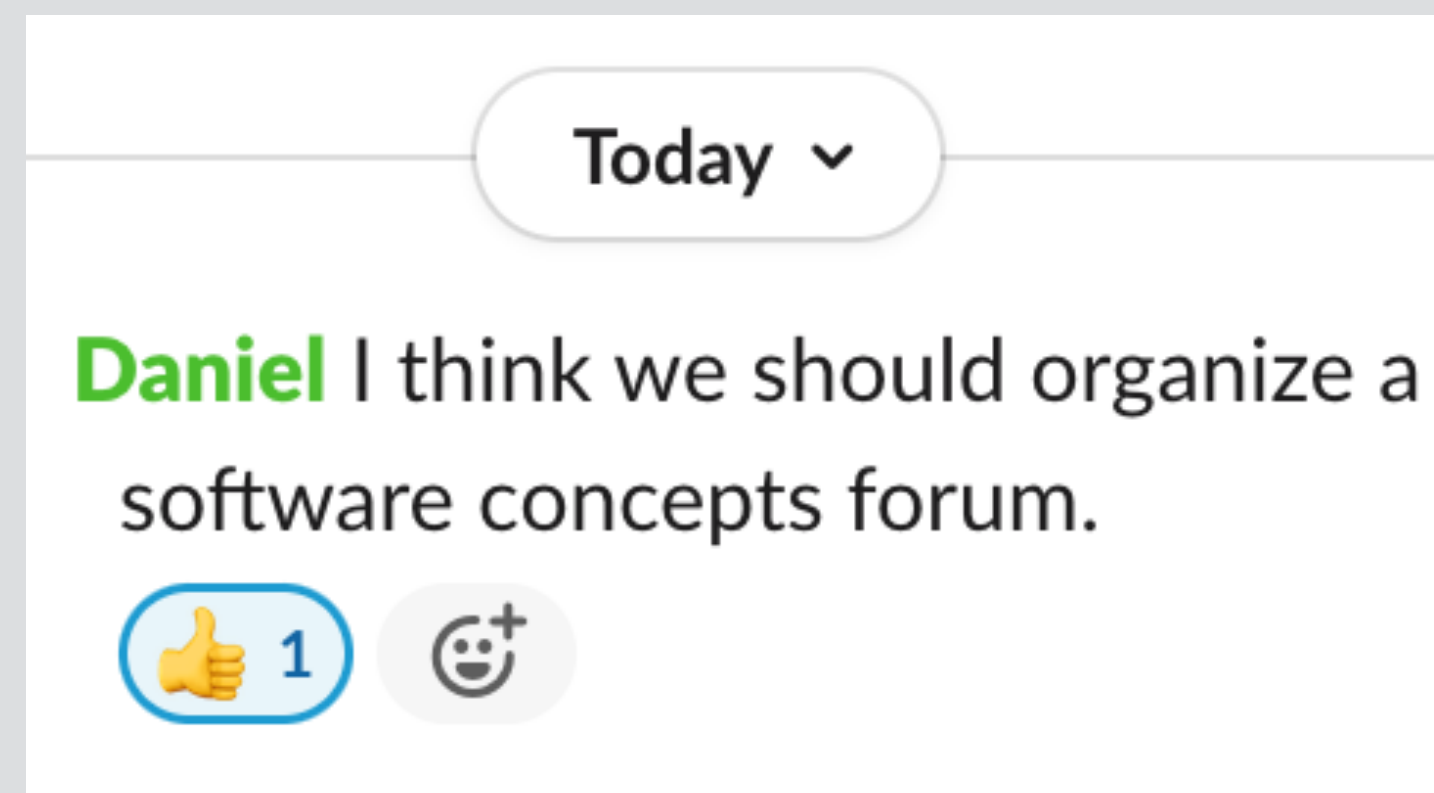 Today
Daniel I think we should organize a
software concepts forum.
👍 1